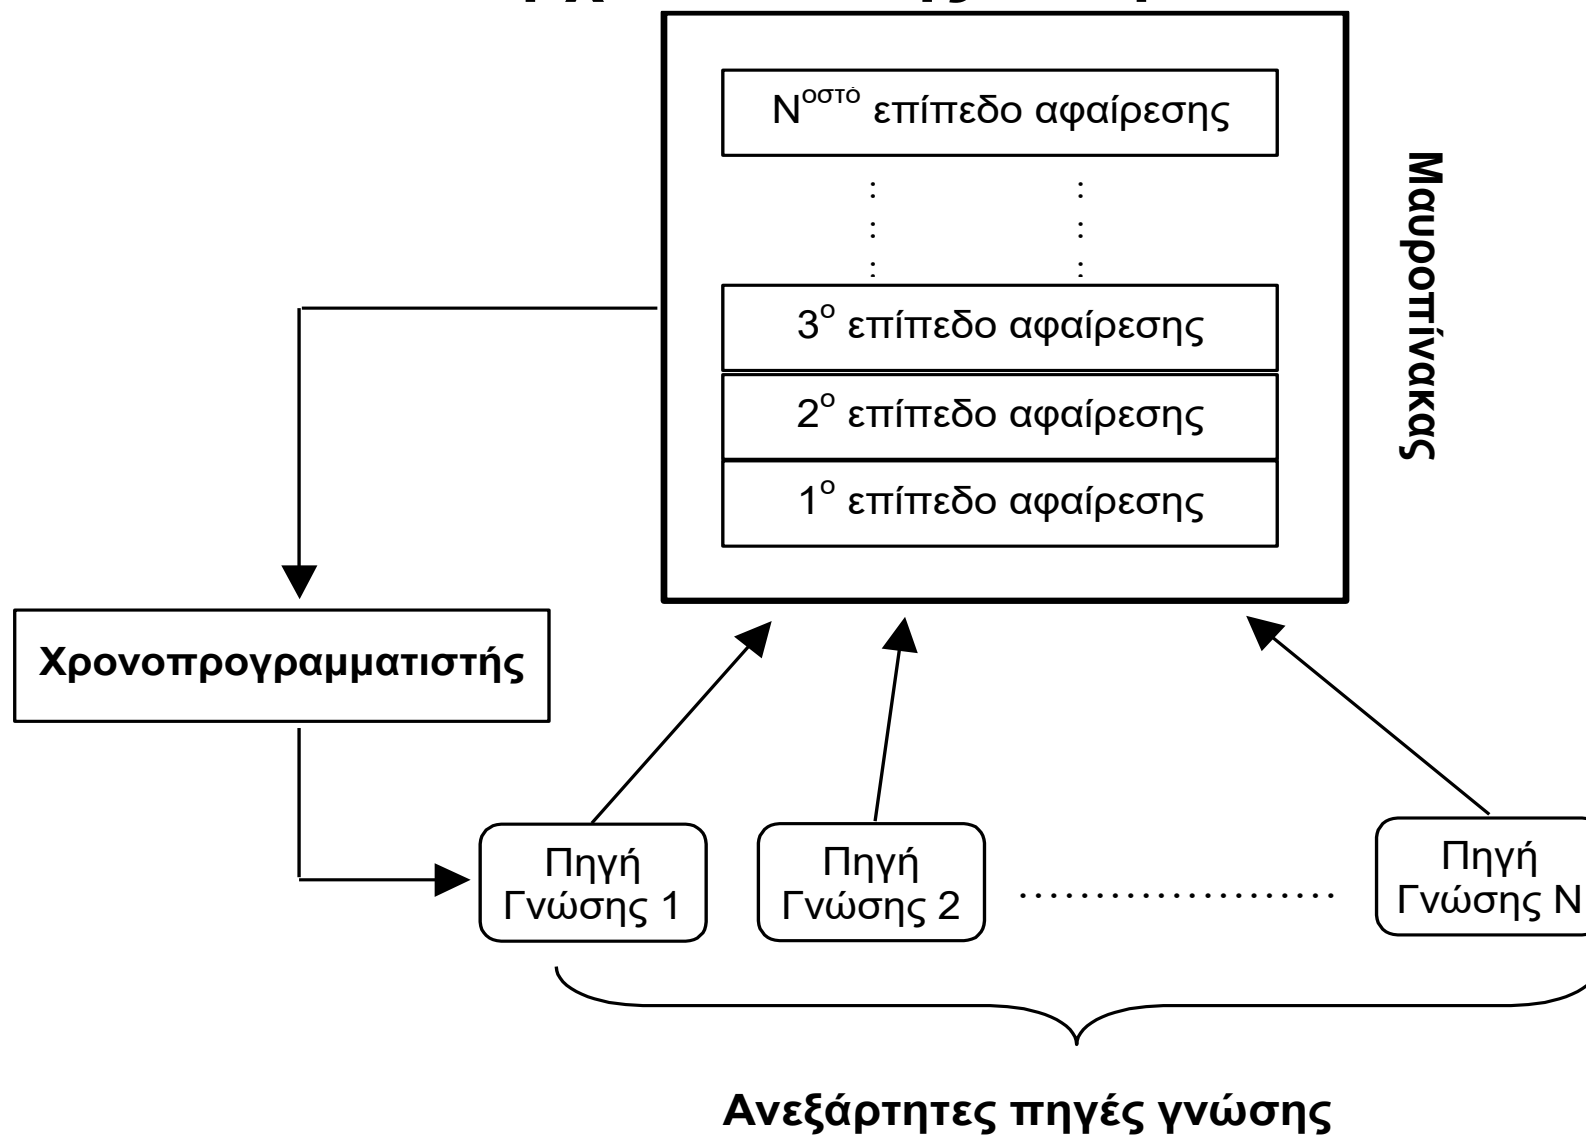 Νοστό επίπεδο αφαίρεσης
3ο επίπεδο αφαίρεσης
2ο επίπεδο αφαίρεσης
1ο επίπεδο αφαίρεσης
Μαυροπίνακας
Χρονοπρογραμματιστής
Πηγή
Γνώσης 1
Πηγή
Γνώσης 2
.....................
Πηγή
Γνώσης Ν
Ανεξάρτητες πηγές γνώσης